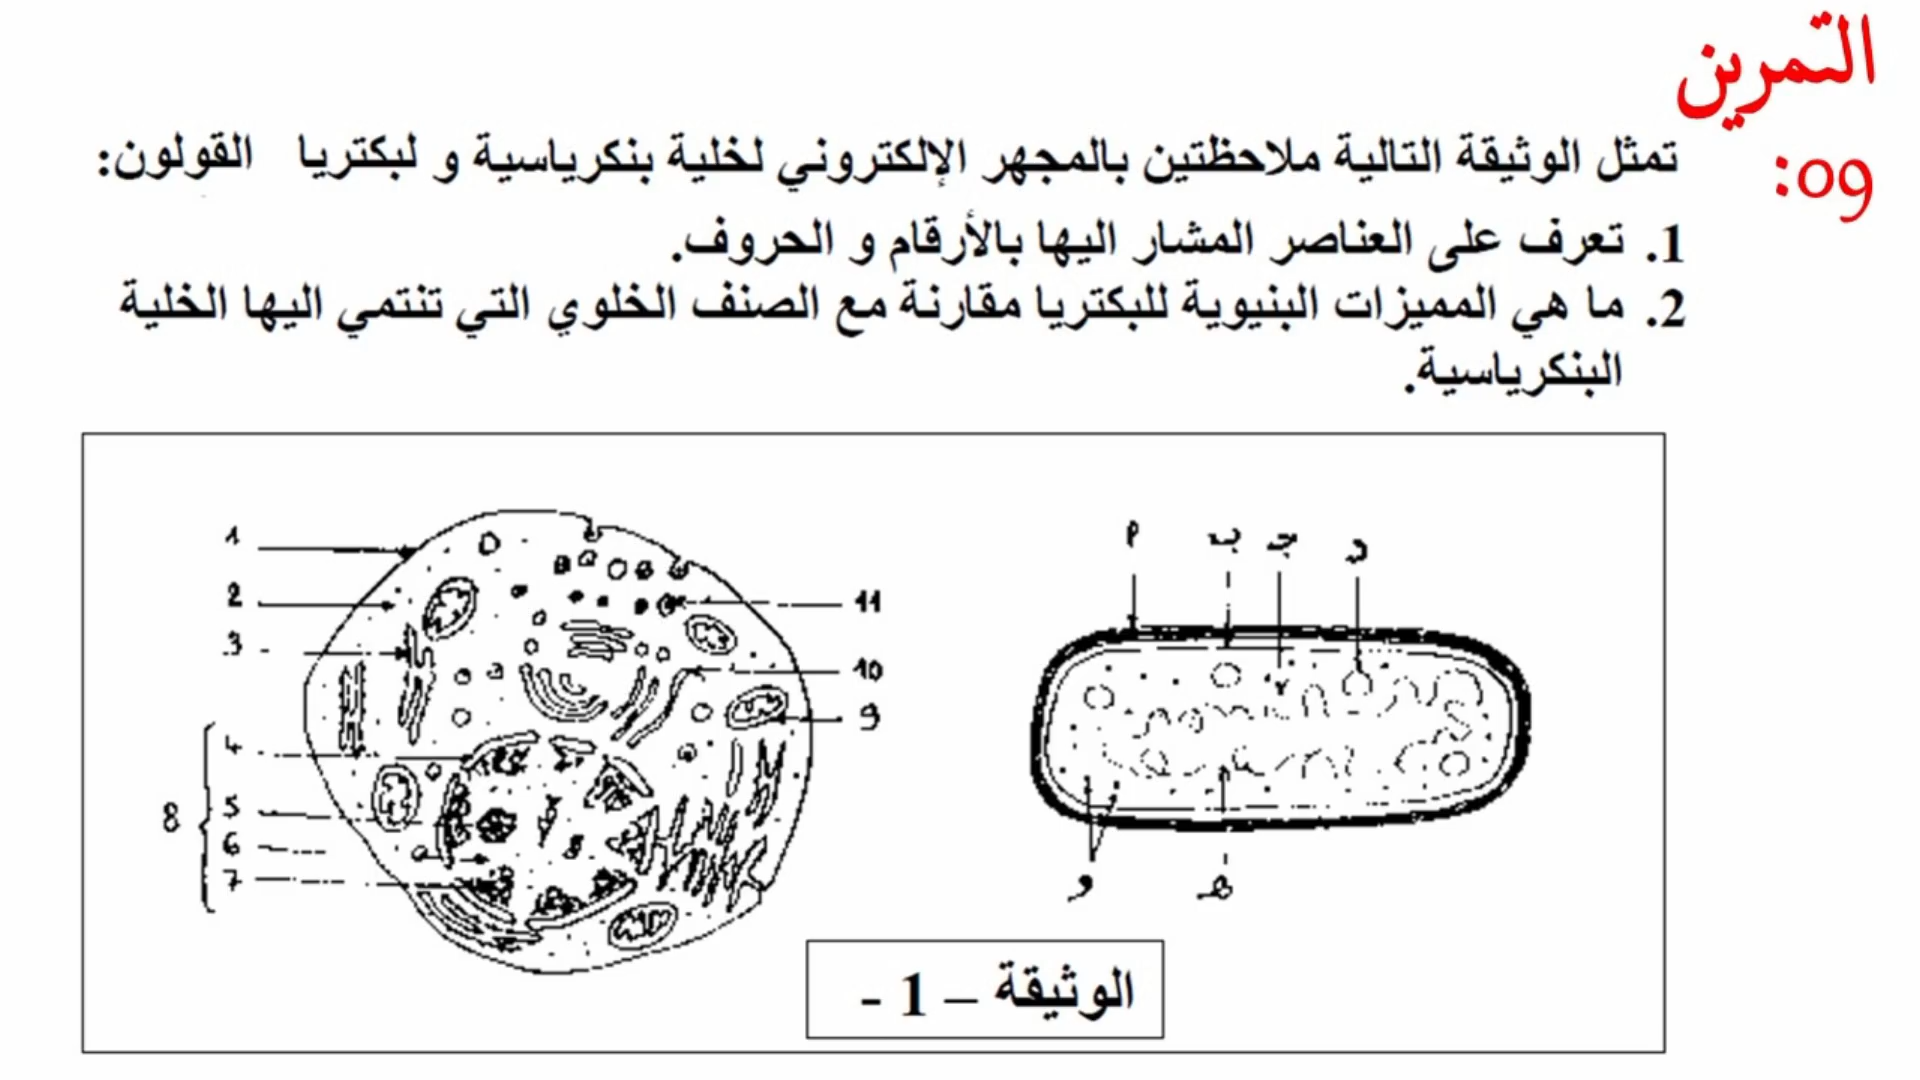 التمرين
09:
تمثل الوثيقة التالية ملاحظتين بالمجهر الإلكتروني لخلية بنكرياسية و لبكتريا القولون:
1. تعرف على العناصر المشار اليها بالأرقام و الحروف.
2. ما هي المميزات البنيوية للبكتريا مقارنة مع الصنف الخلوي التي تنتمي اليها الخلية
البنكرياسية.
1
2
3
4
5
6
7
8
11
10
9
أ ب ج د
و هـ
الوثيقة – 1 -